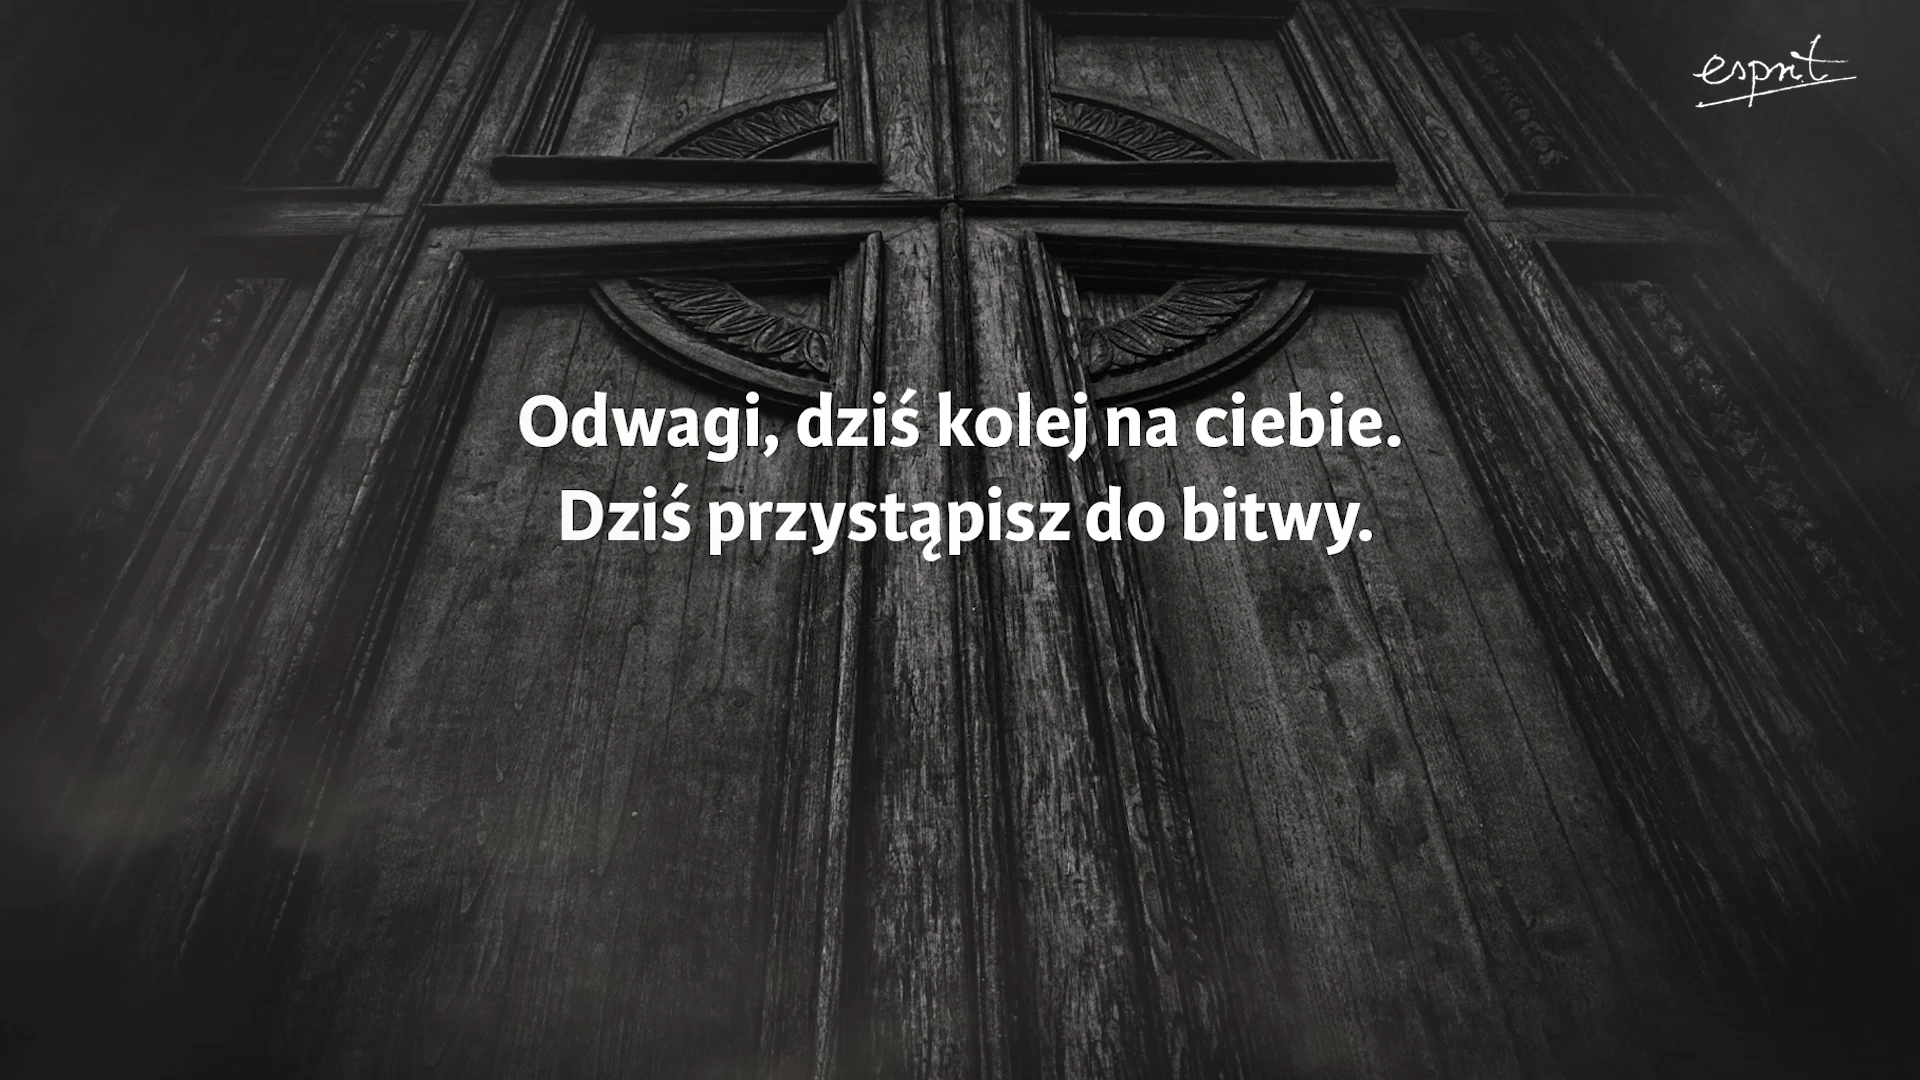 esprit
Odwagi, dziś kolej na ciebie.
Dziś przystąpisz do bitwy.